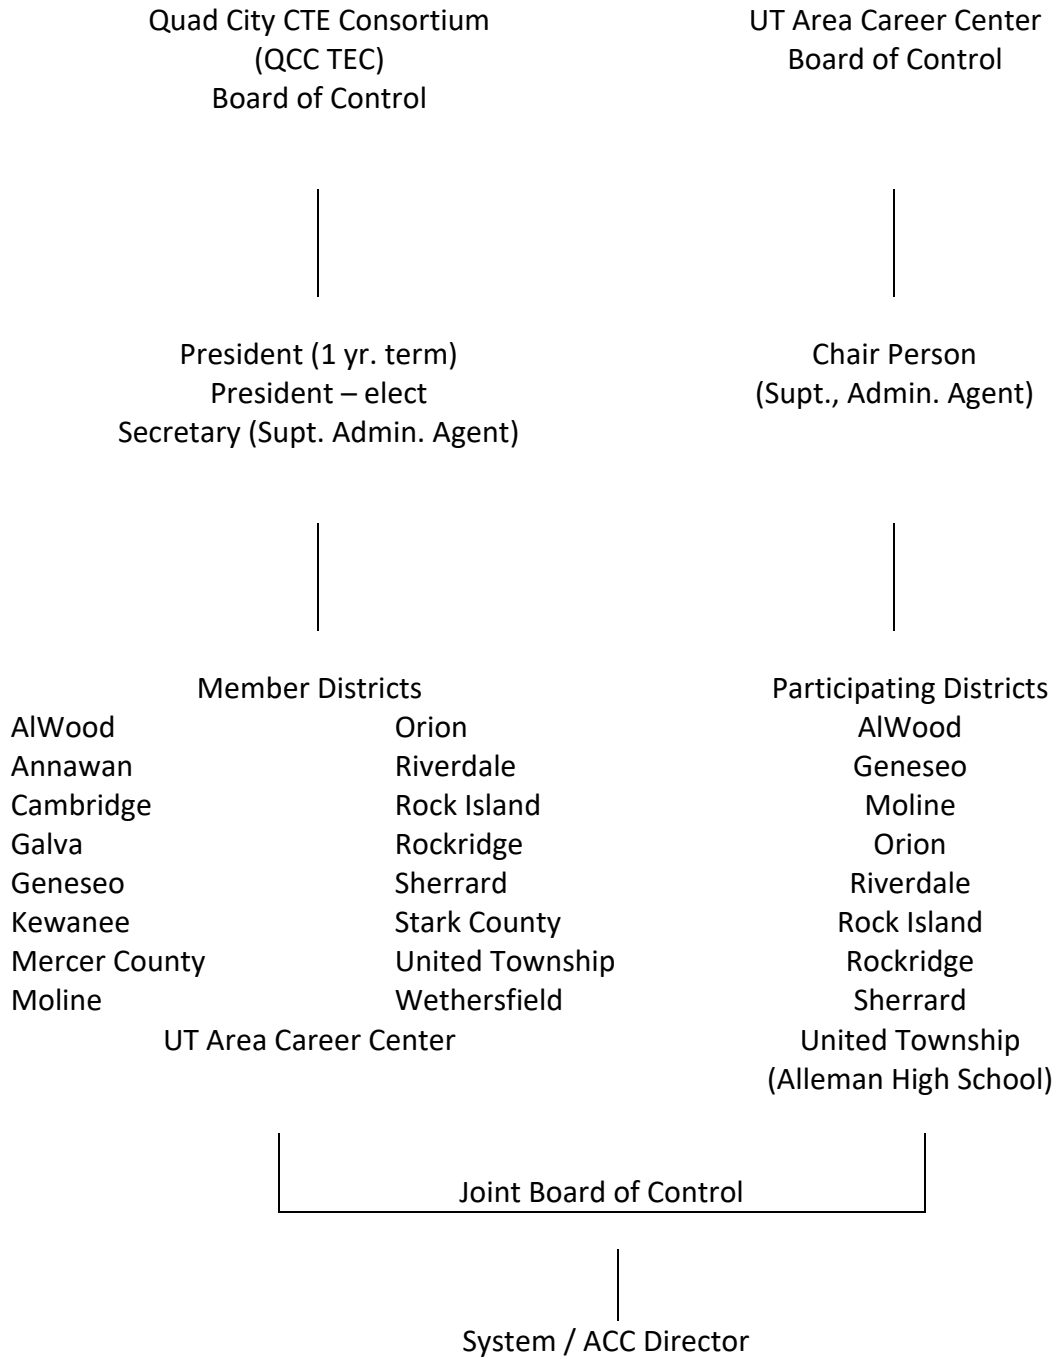 Quad City CTE Consortium
(QCC TEC)
Board of Control
UT Area Career Center
Board of Control
President (1 yr. term)
President – elect
Secretary (Supt. Admin. Agent)
Chair Person
(Supt., Admin. Agent)
Member Districts
AlWood
Annawan
Cambridge
Galva
Geneseo
Kewanee
Mercer County
Moline
Orion
Riverdale
Rock Island
Rockridge
Sherrard
Stark County
United Township
Wethersfield
UT Area Career Center
Participating Districts
AlWood
Geneseo
Moline
Orion
Riverdale
Rock Island
Rockridge
Sherrard
United Township
(Alleman High School)
Joint Board of Control
System / ACC Director